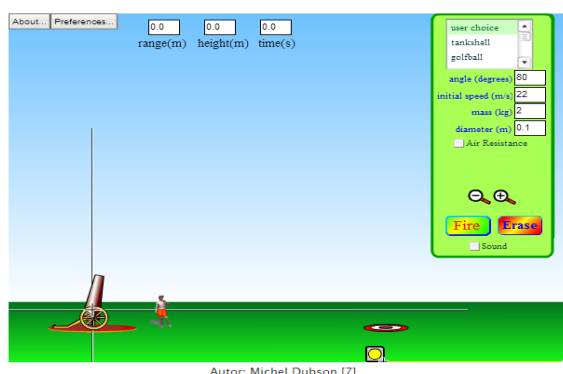 About... Preferences...
0.0 0.0 0.0
range(m) height(m) time(s)
user choice
tankshell
golfball
angle (degrees) 80
initial speed (m/s) 22
mass (kg) 2
diameter (m) 0.1
Air Resistance
Fire Erase
Sound
Autor: Michel Dubson [7]